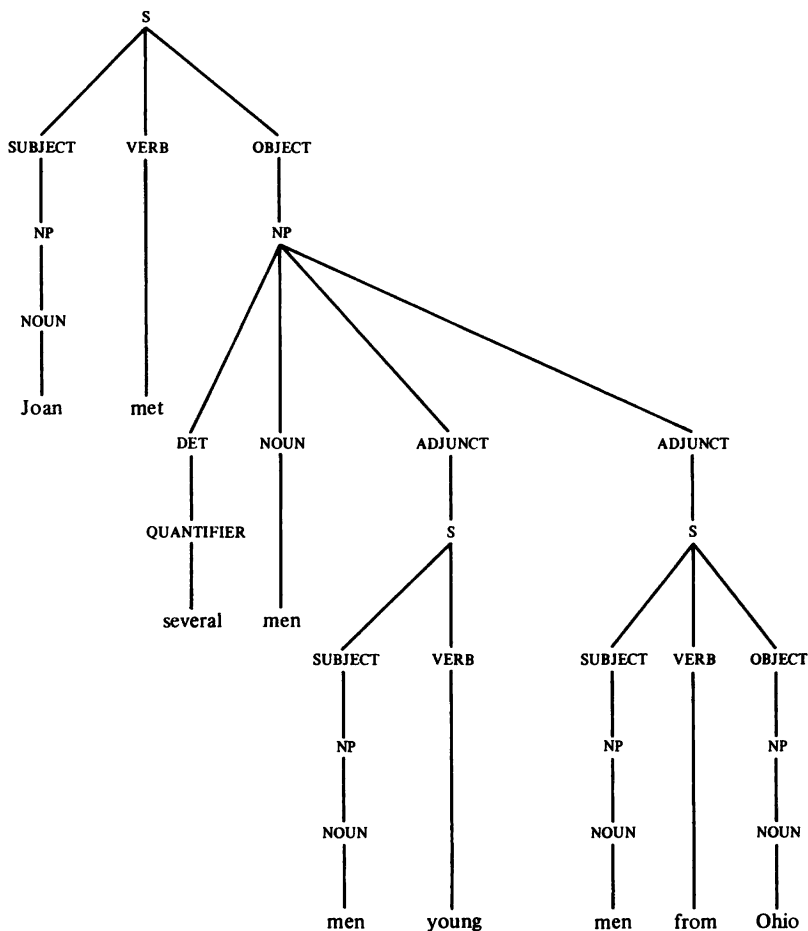 S
SUBJECT VERB OBJECT
NP NP
NOUN
Joan met
DET NOUN ADJUNCT ADJUNCT
QUANTIFIER S S
several men
SUBJECT VERB SUBJECT VERB OBJECT
NP NP NP
NOUN NOUN NOUN
men young men from Ohio